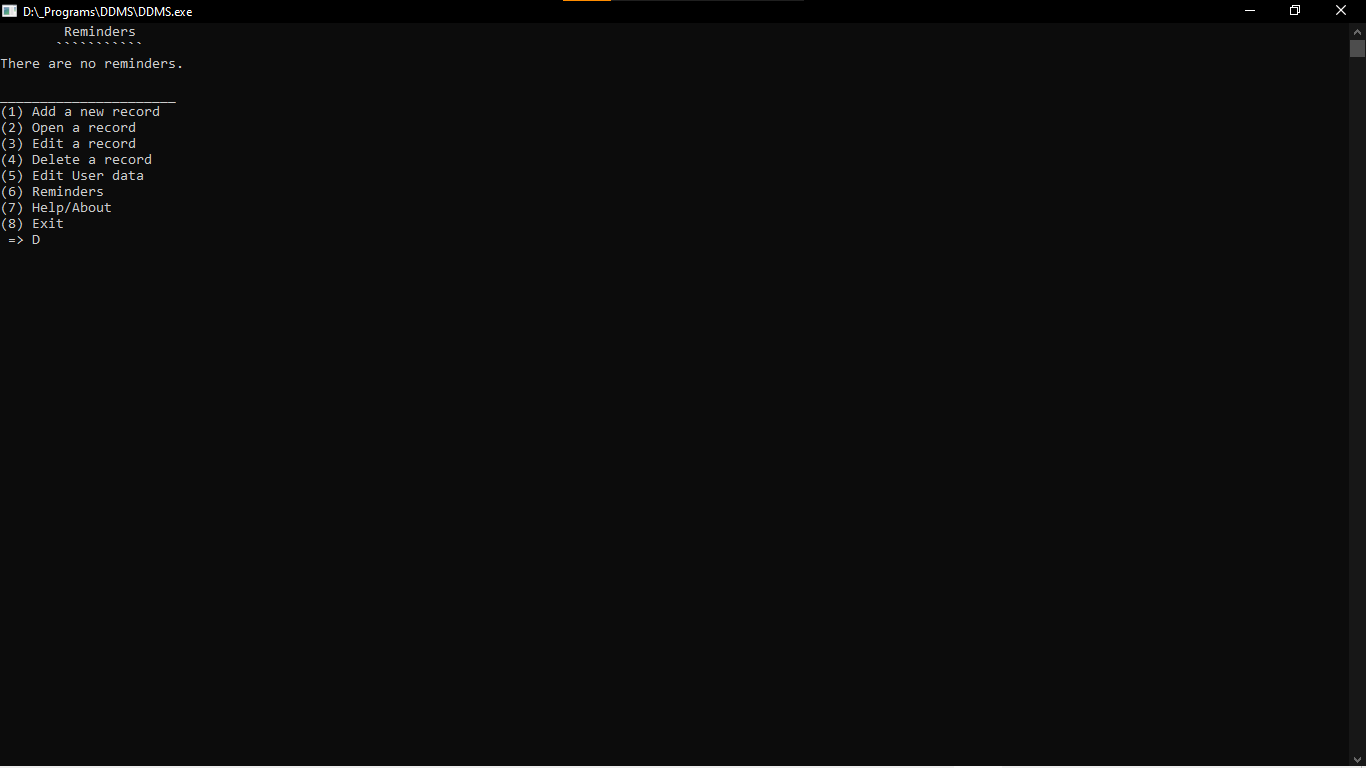 D:\_Programs\DDMS\DDMS.exe
Reminders
```````````
There are no reminders.
______________________
(1) Add a new record
(2) Open a record
(3) Edit a record
(4) Delete a record
(5) Edit User data
(6) Reminders
(7) Help/About
(8) Exit
=> D